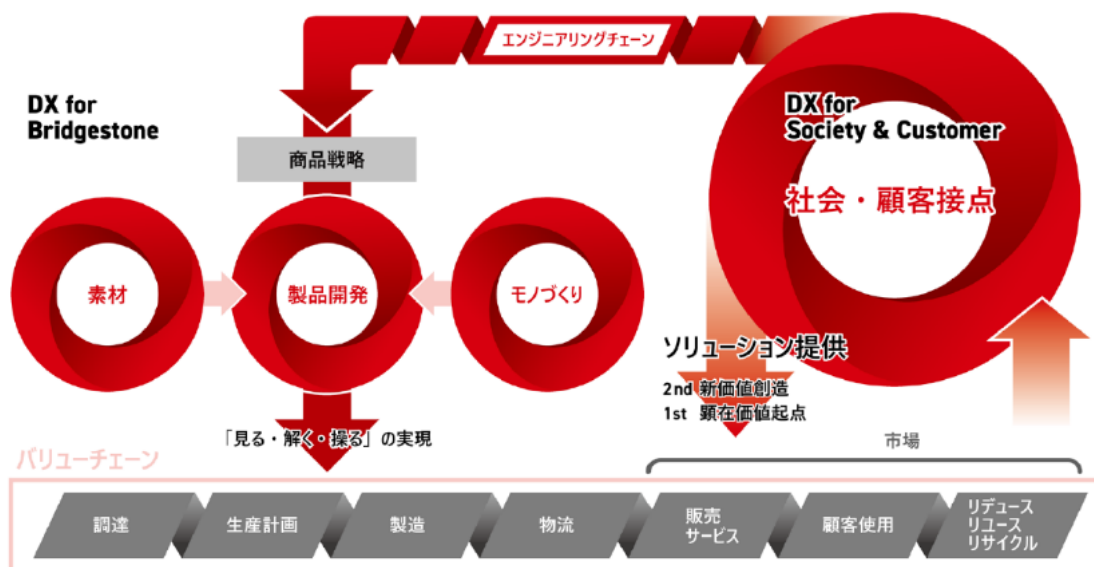 エンジニアリングチェーン
DX for
Bridgestone
商品戦略
DX for
Society & Customer
社会・顧客接点
素材
製品開発
モノづくり
ソリューション提供
2nd 新価値創造
1st 顕在価値起点
「見る・解く・操る」の実現
市場
バリューチェーン
調達
生産計画
製造
物流
販売
サービス
顧客使用
リデュース
リユース
リサイクル